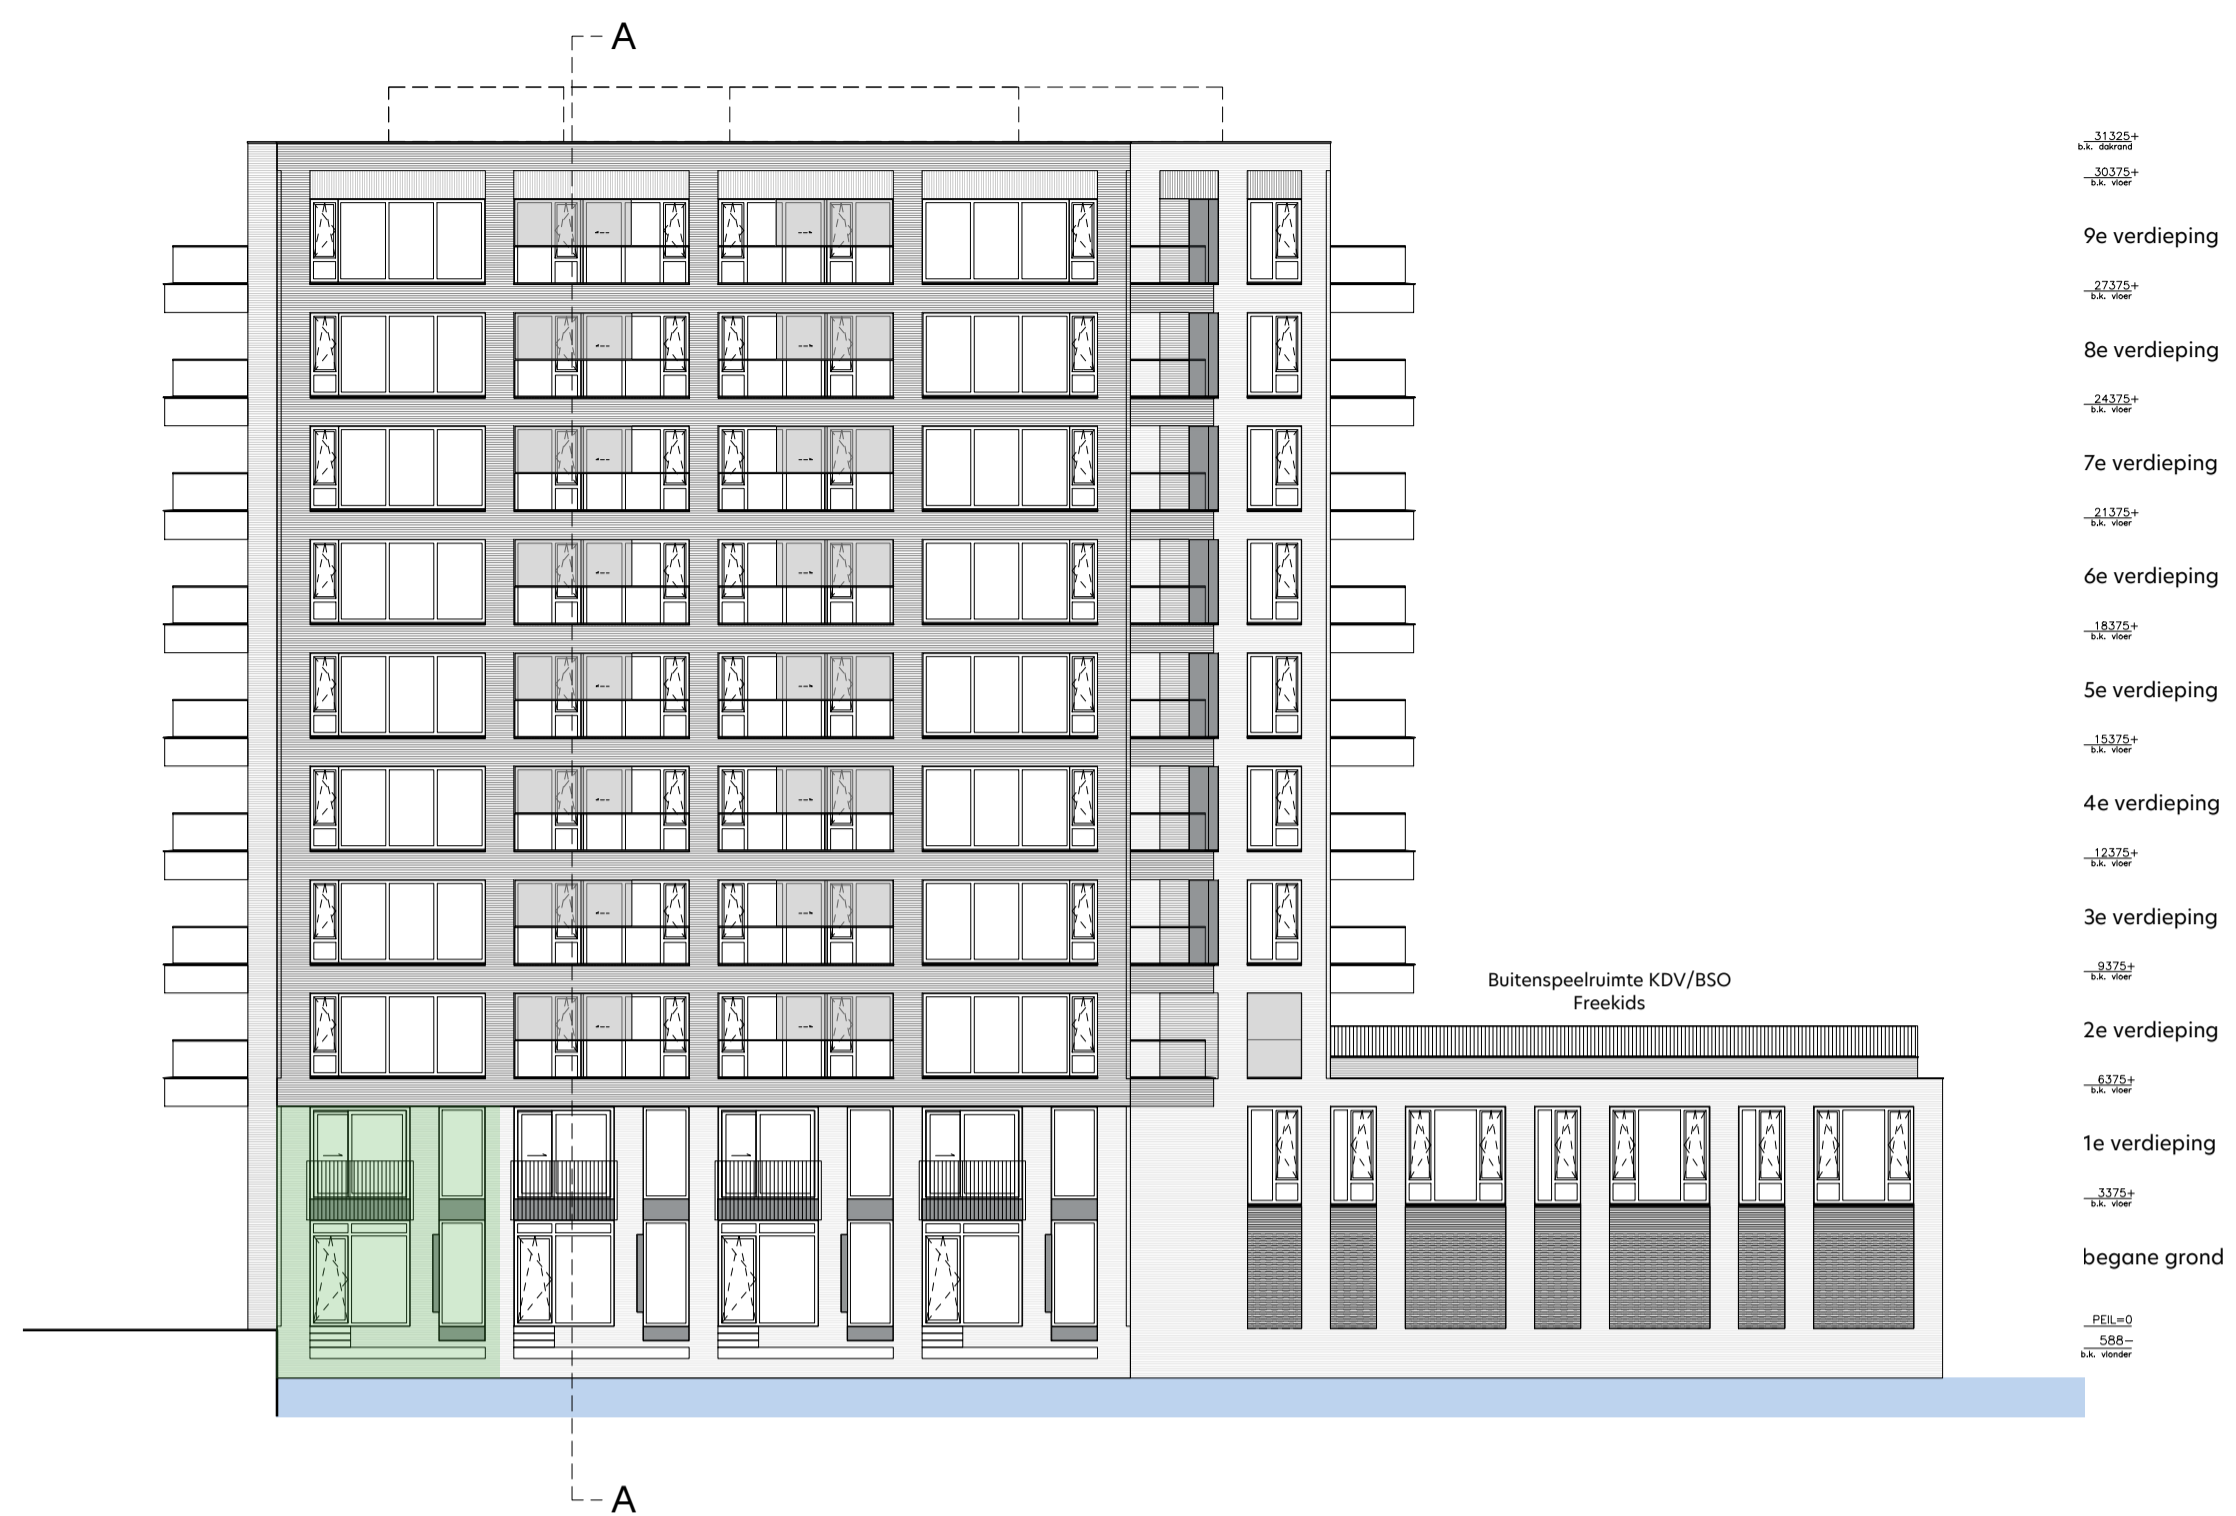 A
31325+
b.k. dakrand
30375+
b.k. vloer
9e verdieping
27375+
b.k. vloer
8e verdieping
24375+
b.k. vloer
7e verdieping
21375+
b.k. vloer
6e verdieping
18375+
b.k. vloer
5e verdieping
15375+
b.k. vloer
4e verdieping
12375+
b.k. vloer
3e verdieping
9375+
b.k. vloer
Buitenspeelruimte KDV/BSO
Freekids
2e verdieping
6375+
b.k. vloer
1e verdieping
3375+
b.k. vloer
begane grond
PEIL=0
588-
b.k. vlonder
A